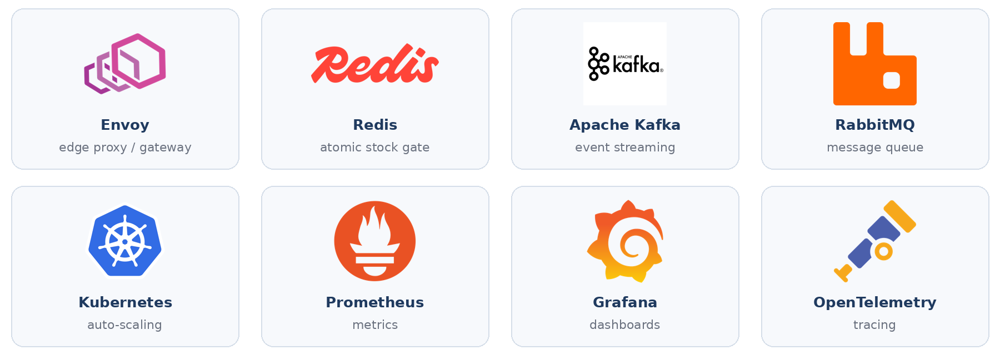 Redis
APACHE
kafka®
Envoy
edge proxy / gateway
Redis
atomic stock gate
Apache Kafka
event streaming
RabbitMQ
message queue
Kubernetes
auto-scaling
Prometheus
metrics
Grafana
dashboards
OpenTelemetry
tracing